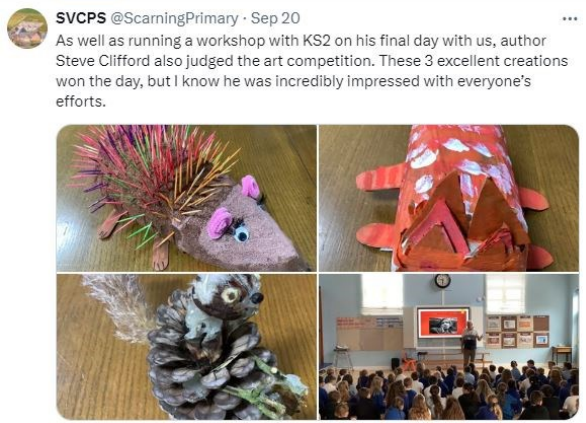 SVCPS @ScarningPrimary · Sep 20
As well as running a workshop with KS2 on his final day with us, author
Steve Clifford also judged the art competition. These 3 excellent creations
won the day, but I know he was incredibly impressed with everyone's
efforts.